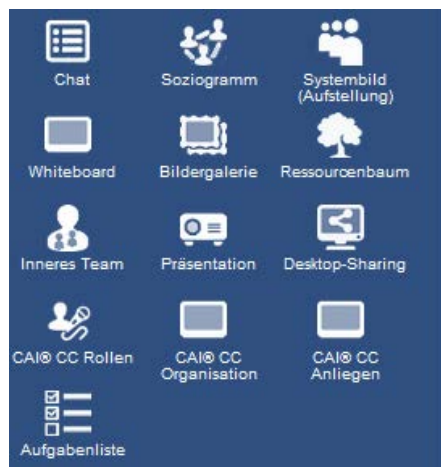 Chat
Soziogramm
Systembild
(Aufstellung)
Whiteboard
Bildergalerie
Ressourcenbaum
Inneres Team
Präsentation
Desktop-Sharing
CAI® CC Rollen
CAI® CC
Organisation
CAI® CC
Anliegen
Aufgabenliste